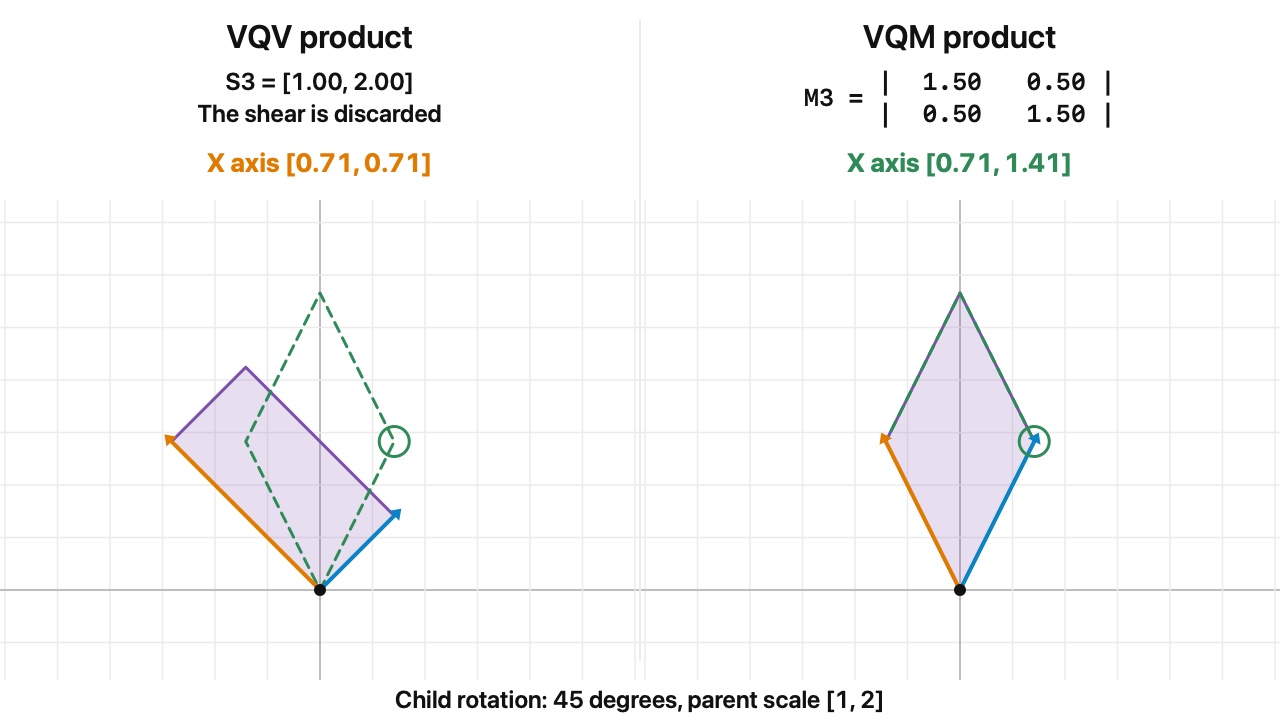 VQV product
S3 = [1.00, 2.00]
The shear is discarded
X axis [0.71, 0.71]
VQM product
M3 = | 1.50 0.50 |
| 0.50 1.50 |
X axis [0.71, 1.41]
Child rotation: 45 degrees, parent scale [1, 2]